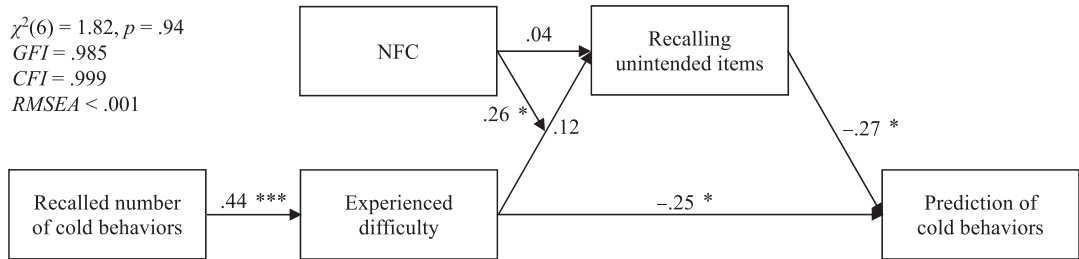 χ²(6) = 1.82, p = .94
GFI = .985
CFI = .999
RMSEA < .001
NFC
.04
Recalling
unintended items
.26 *
.12
–.27 *
Recalled number
of cold behaviors
.44 ***
Experienced
difficulty
–.25 *
Prediction of
cold behaviors